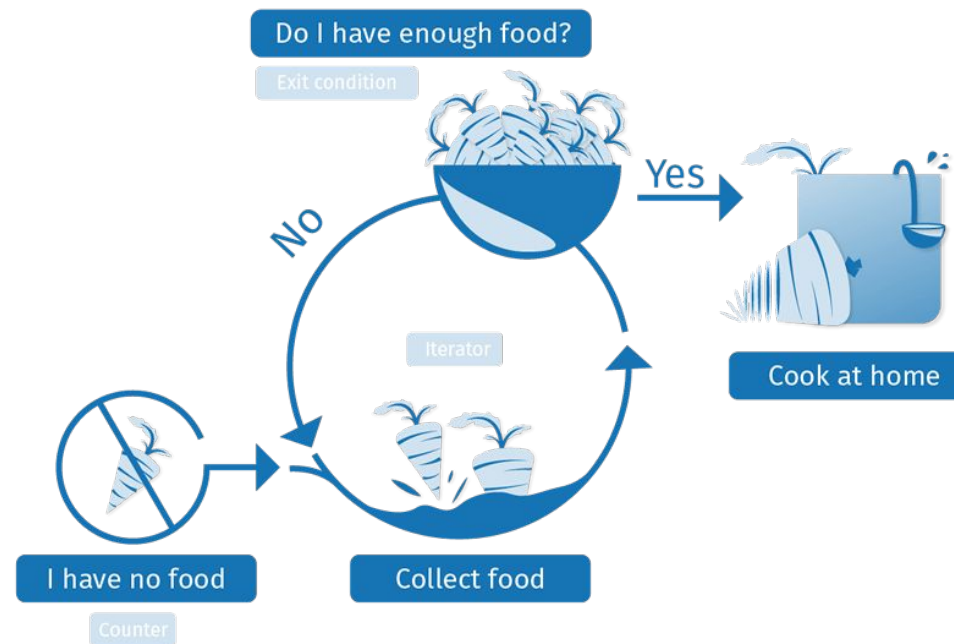 Do I have enough food?
Exit condition
Yes
No
Iterator
Cook at home
I have no food
Collect food
Counter